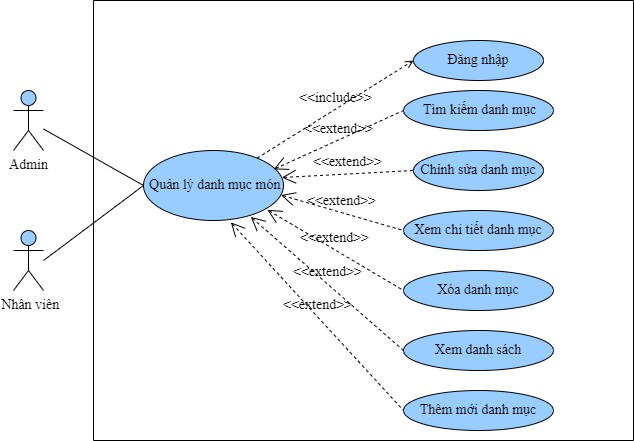 Đăng nhập
<<include>>
Tìm kiếm danh mục
<<extend>>
Admin
<<extend>>
Chỉnh sửa danh mục
Quản lý danh mục món
<<extend>>
Xem chi tiết danh mục
<<extend>>
Xóa danh mục
<<extend>>
Nhân viên
<<extend>>
Xem danh sách
Thêm mới danh mục